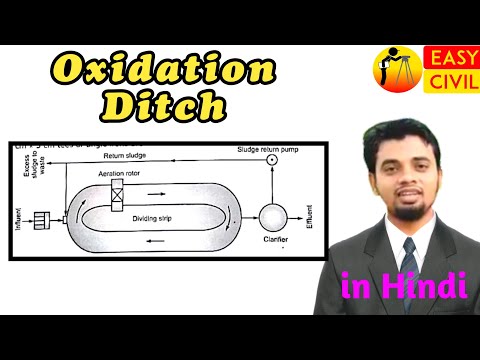 Oxidation
Ditch
EASY
CIVIL
Excess
sludge to
waste
Return sludge
Sludge return pump
Aeration rotor
Influent
Dividing strip
Clarifier
Effluent
in Hindi